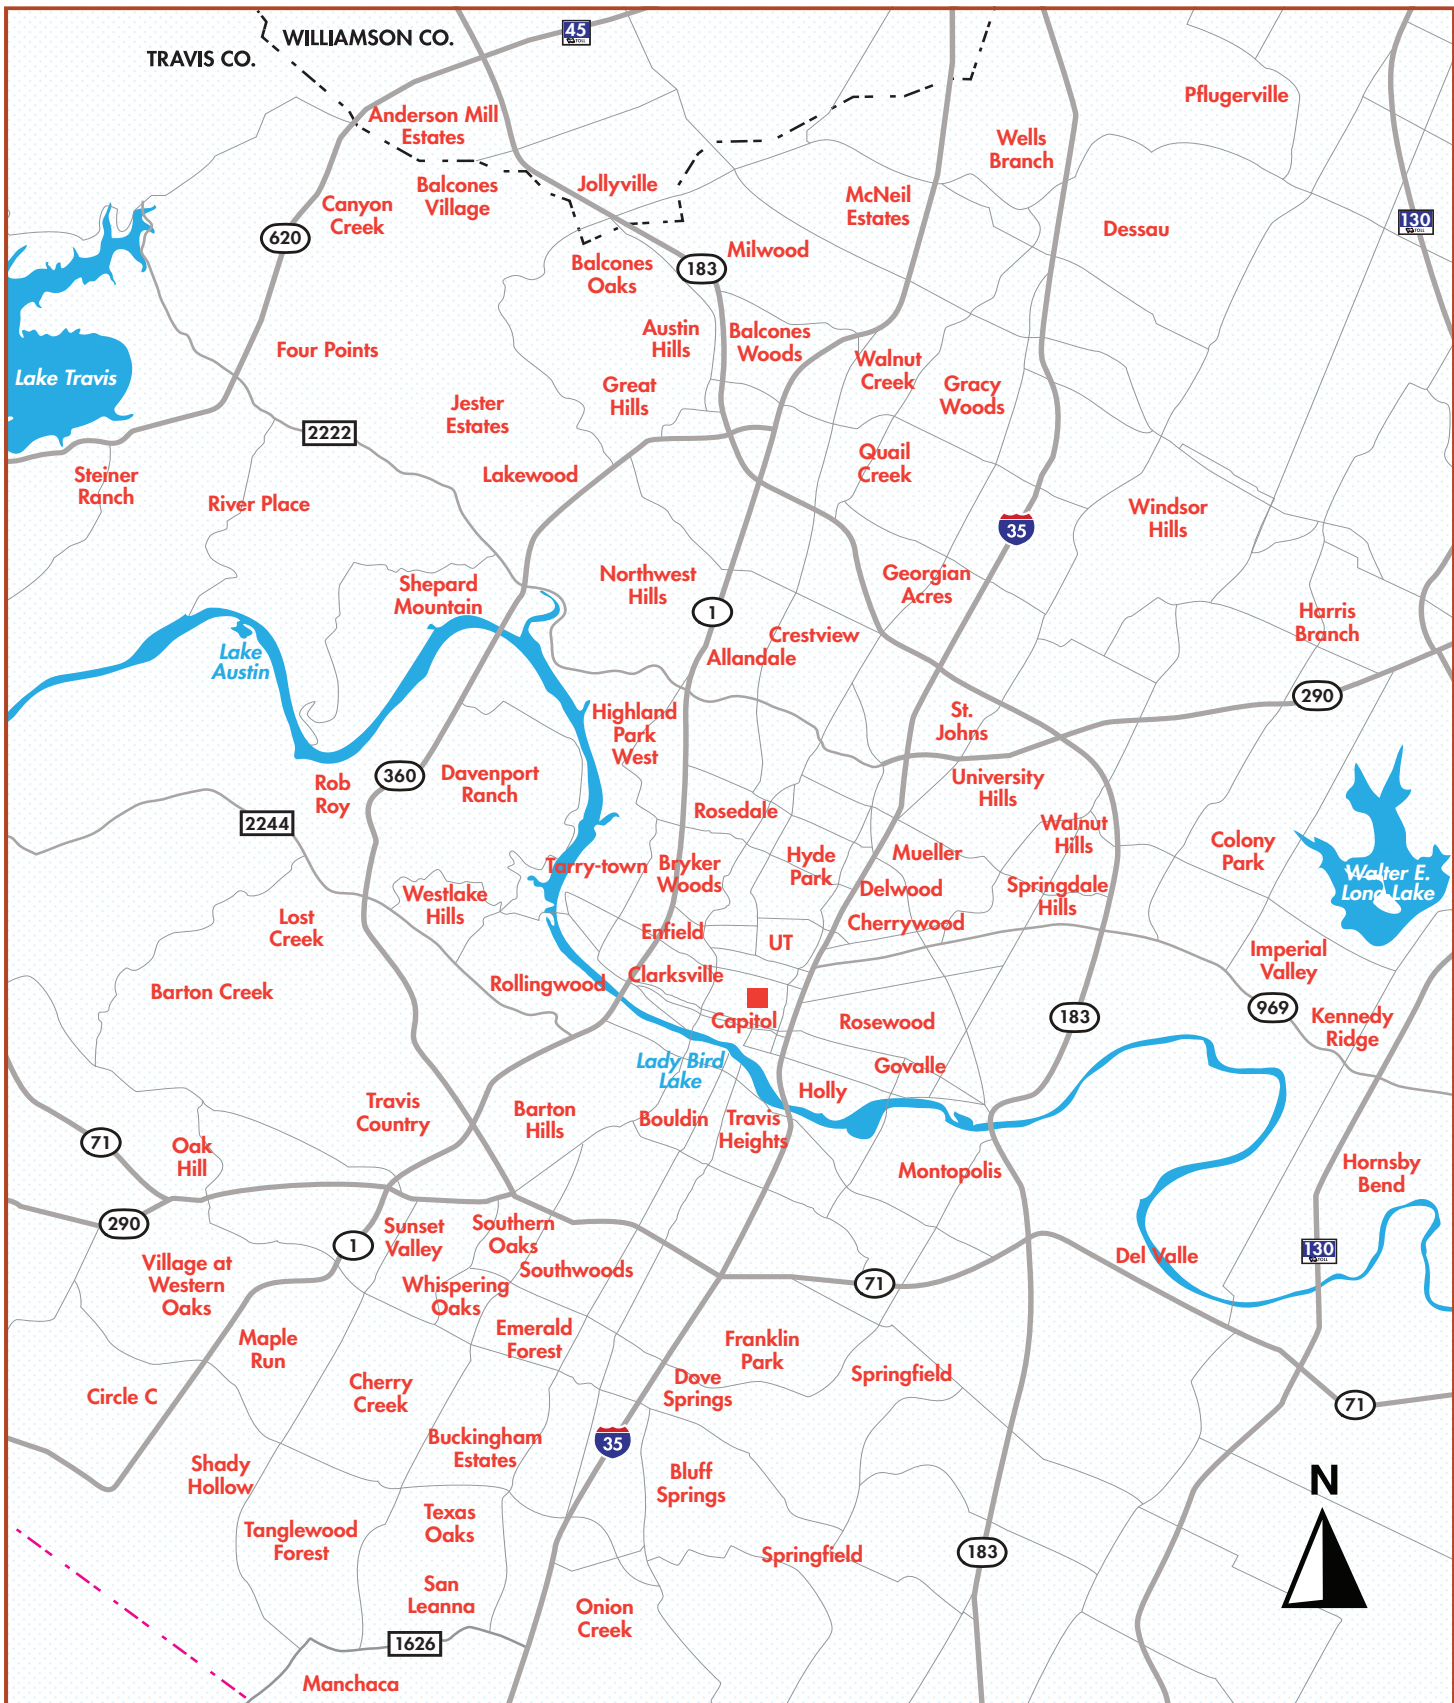 45
TOLL
WILLIAMSON CO.
TRAVIS CO.
Pflugerville
Anderson Mill
Estates
Wells
Branch
Jollyville
Balcones
Village
McNeil
Estates
Canyon
Creek
130
TOLL
620
Dessau
Milwood
Balcones
Oaks
183
Austin
Hills
Balcones
Woods
Four Points
Walnut
Creek
Lake Travis
Great
Hills
Gracy
Woods
Jester
Estates
2222
Quail
Creek
Steiner
Ranch
Lakewood
River Place
Windsor
Hills
35
Northwest
Hills
Georgian
Acres
Shepard
Mountain
1
Harris
Branch
Crestview
Allandale
Lake
Austin
290
Highland
Park
West
St.
Johns
360
Davenport
Ranch
University
Hills
Rob
Roy
Rosedale
2244
Walnut
Hills
Colony
Park
Mueller
Hyde
Park
Tarry-town
Bryker
Woods
Walter E.
Long Lake
Delwood
Springdale
Hills
Westlake
Hills
Cherrywood
Lost
Creek
Enfield
UT
Imperial
Valley
Clarksville
Rollingwood
Barton Creek
969
Capitol
Rosewood
183
Kennedy
Ridge
Lady Bird
Lake
Govalle
Holly
Travis
Country
Barton
Hills
Bouldin
Travis
Heights
71
Oak
Hill
Montopolis
Hornsby
Bend
290
Sunset
Valley
Southern
Oaks
1
130
TOLL
Del Valle
Village at
Western
Oaks
Southwoods
Whispering
Oaks
71
Emerald
Forest
Maple
Run
Franklin
Park
Springfield
Dove
Springs
Circle C
Cherry
Creek
71
Buckingham
Estates
35
Shady
Hollow
Bluff
Springs
N
Texas
Oaks
Tanglewood
Forest
Springfield
183
San
Leanna
Onion
Creek
1626
Manchaca